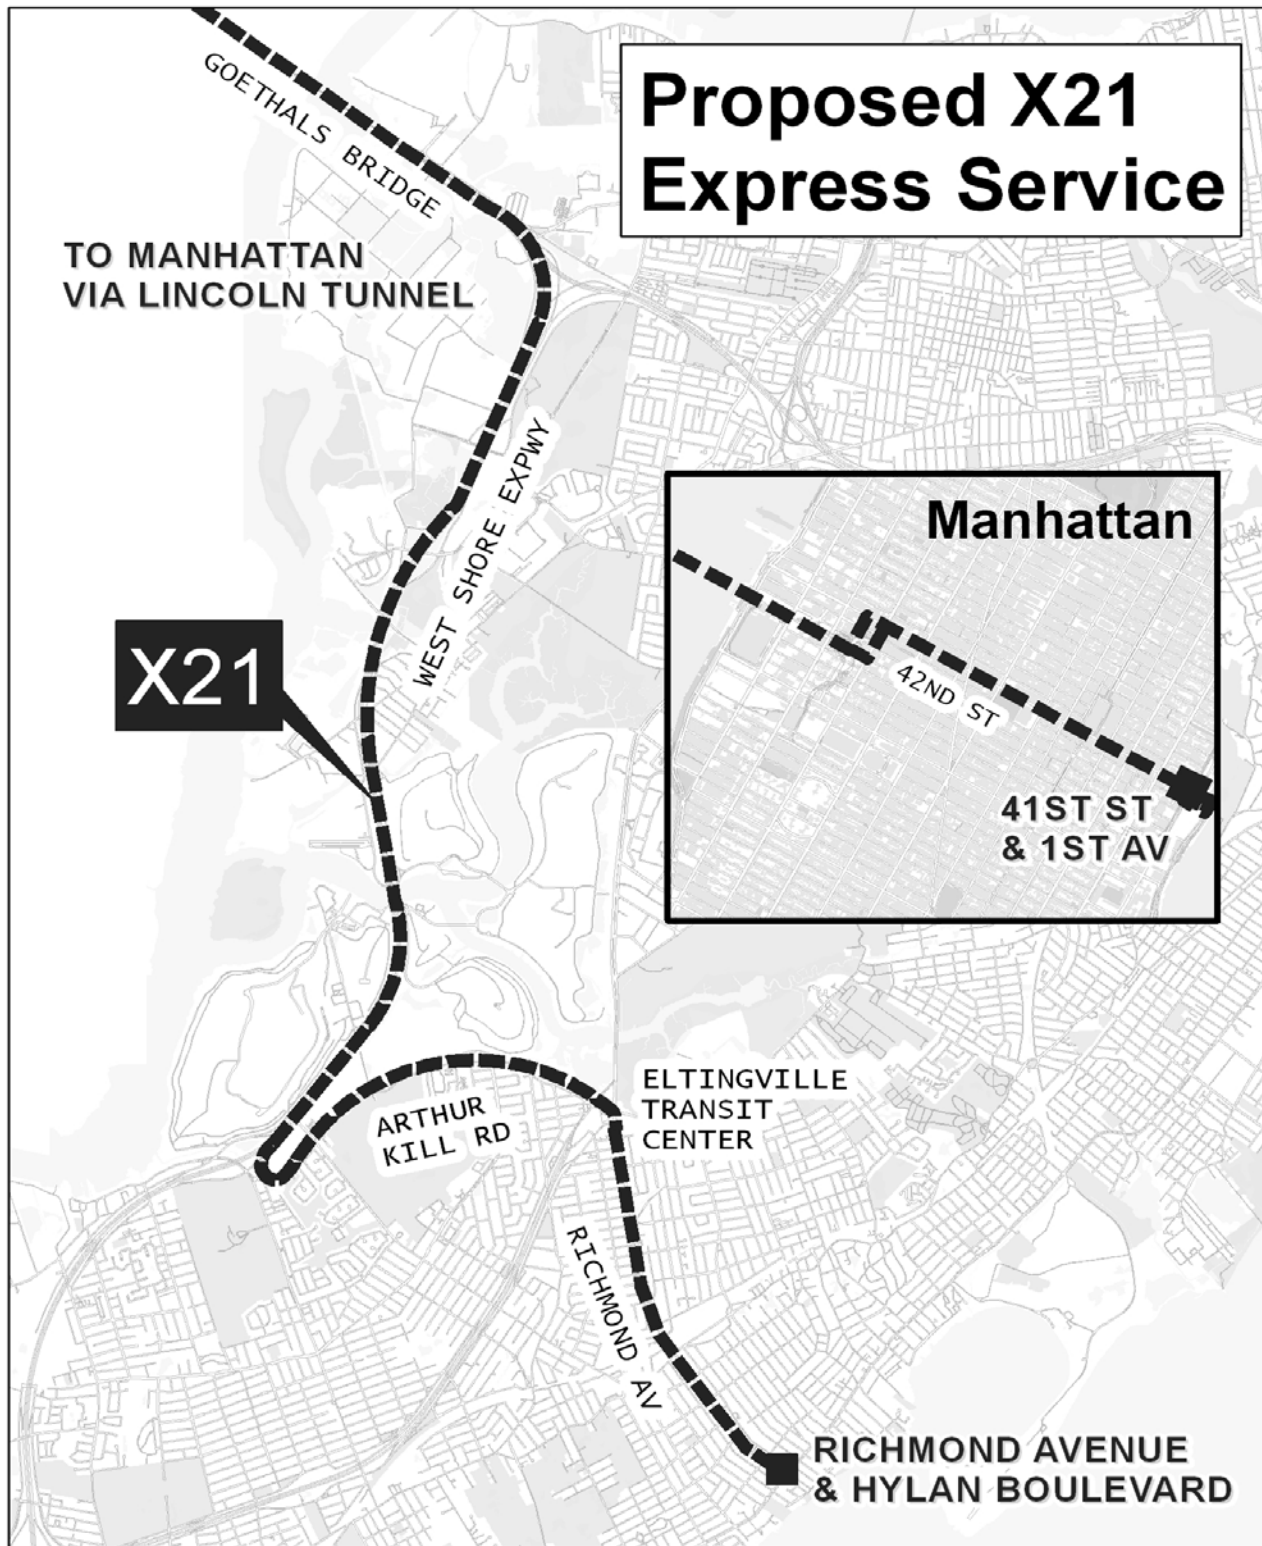 Proposed X21
Express Service
GOETHALS BRIDGE
TO MANHATTAN
VIA LINCOLN TUNNEL
WEST SHORE EXPWY
Manhattan
42ND ST
41ST ST
& 1ST AV
X21
ARTHUR
KILL RD
ELTINGVILLE
TRANSIT
CENTER
RICHMOND AV
RICHMOND AVENUE
& HYLAN BOULEVARD